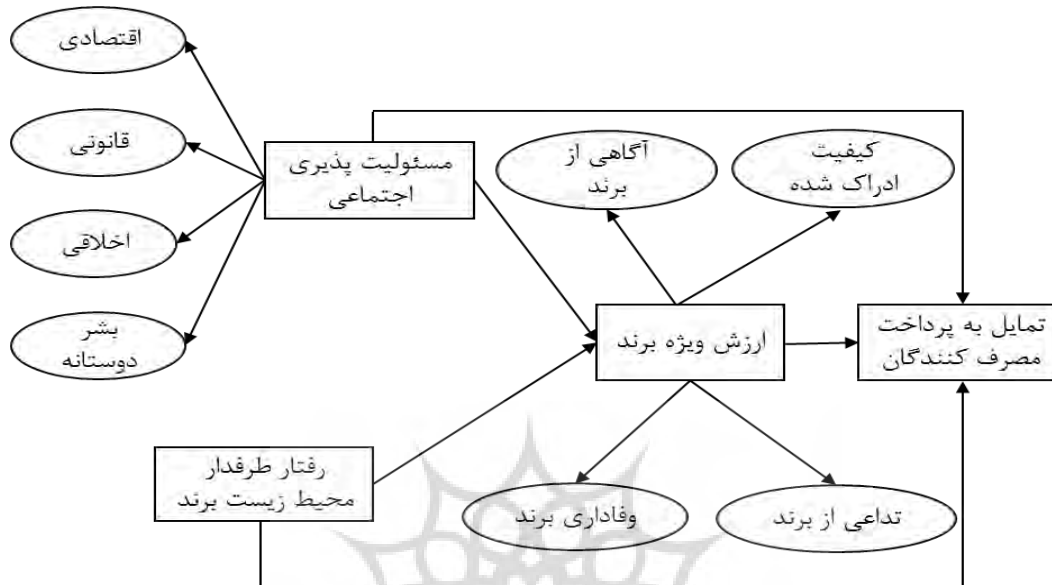 اقتصادی
قانونی
اخلاقی
بشر
دوستانه
مسئولیت پذیری
اجتماعی
آگاهی از
برند
کیفیت
ادراک شده
ارزش ویژه برند
تمایل به پرداخت
مصرف کنندگان
رفتار طرفدار
محیط زیست برند
وفاداری برند
تداعی از برند